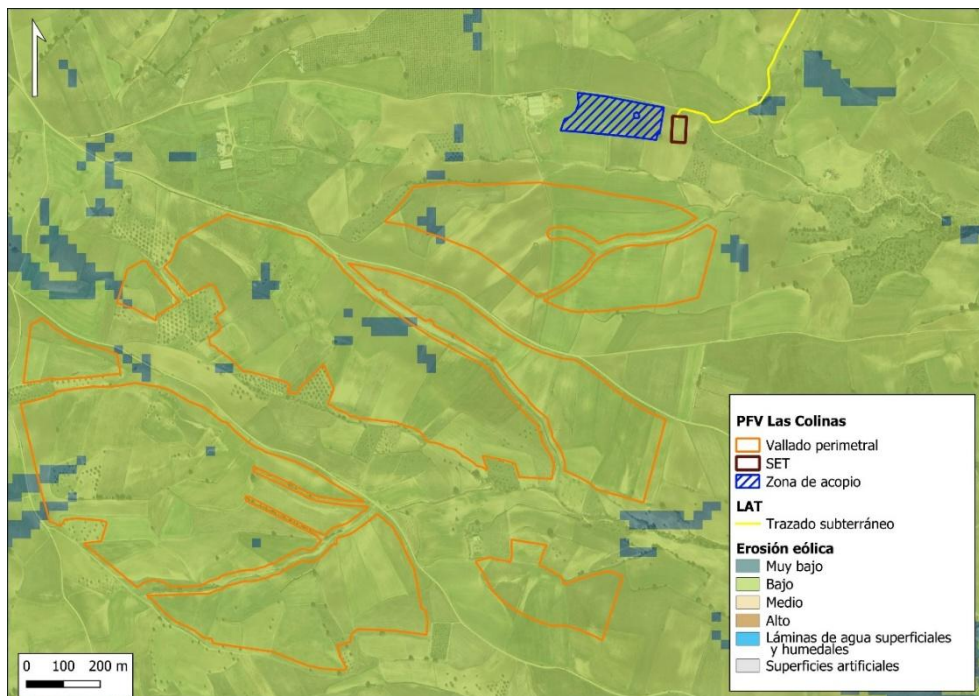 PFV Las Colinas
Vallado perimetral
SET
Zona de acopio
LAT
Trazado subterráneo
Erosión eólica
Muy bajo
Bajo
Medio
Alto
Láminas de agua superficiales
y humedales
Superficies artificiales
0 100 200 m